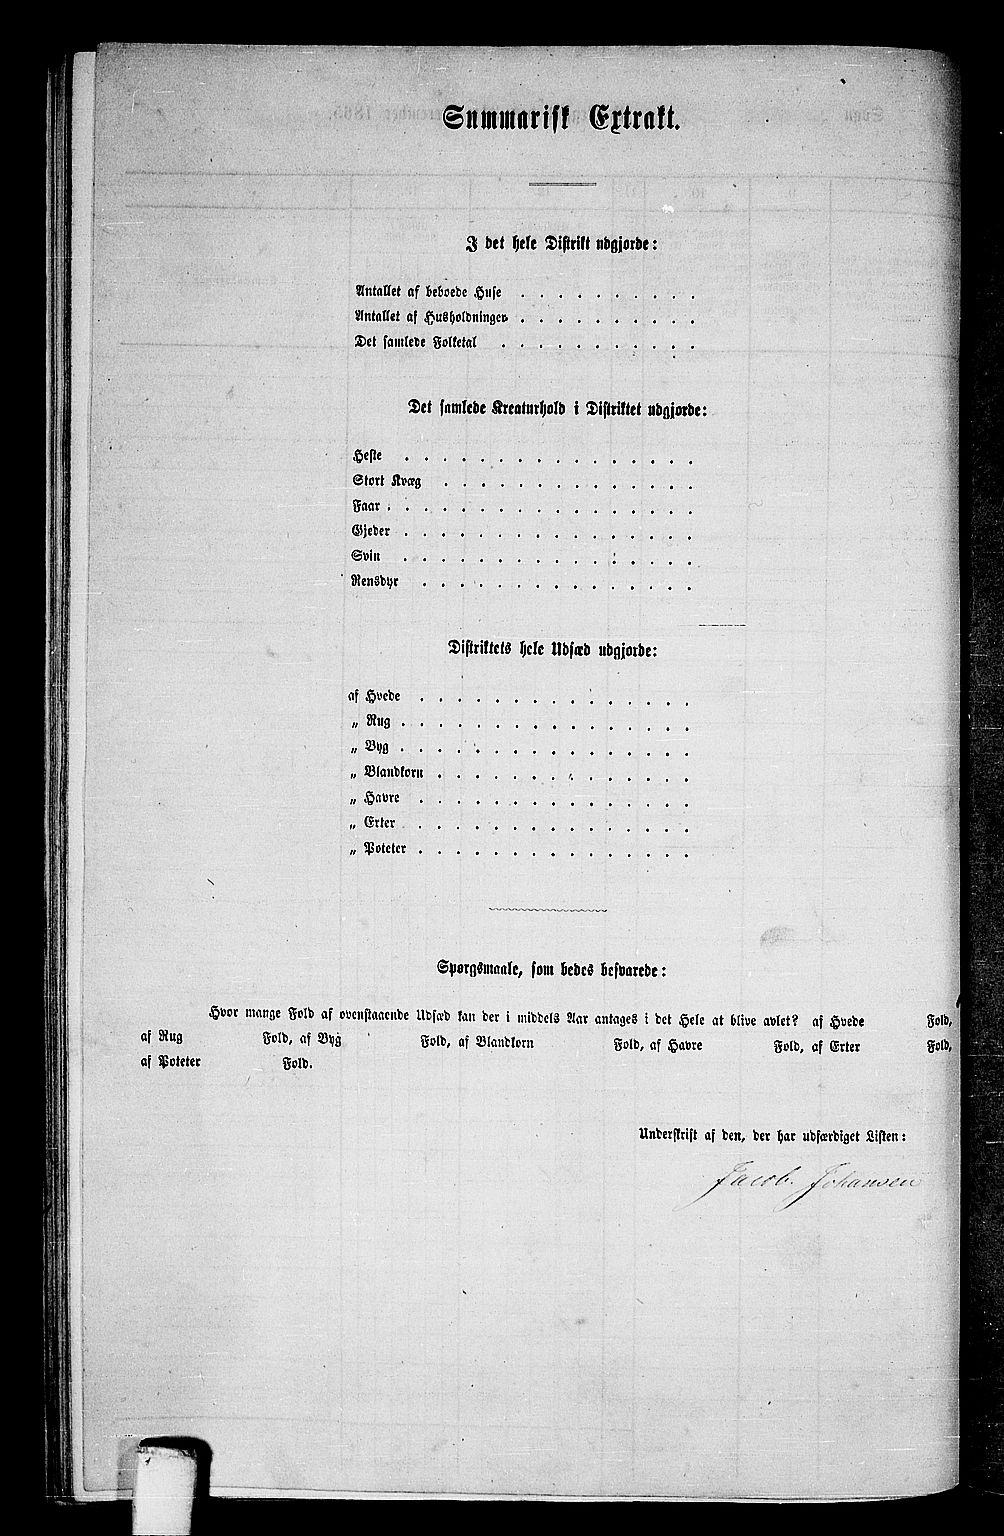 Summarisk Extrakt.
I det hele Distrikt udgjorde:
Antallet af beboede Huse . . . . . . . . . .
Antallet af Husholdninger . . . . . . . . . .
Det samlede Folketal . . . . . . . . . . .
Det samlede Kreaturhold i Distriktet udgjorde:
Heste . . . . . . . . . . . . . . . .
Stort Kvæg . . . . . . . . . . . . . .
Faar . . . . . . . . . . . . . . . . .
Gjeder . . . . . . . . . . . . . . . .
Svin . . . . . . . . . . . . . . . .
Rensdyr . . . . . . . . . . . . . . .
Distriktets hele Udsæd udgjorde:
af Hvede . . . . . . . . . . . . . . .
„ Rug . . . . . . . . . . . . . . . .
„ Byg . . . . . . . . . . . . . . . .
„ Blandkorn . . . . . . . . . . . . . .
„ Havre . . . . . . . . . . . . . . .
„ Erter . . . . . . . . . . . . . . .
„ Poteter . . . . . . . . . . . . . . .
Spørgsmaale, som bedes besvarede:
Hvor mange Fold af ovenstaaende Udsæd kan der i middels Aar antages i det Hele at blive avlet? af Hvede Fold,
af Rug Fold, af Byg Fold, af Blandkorn Fold, af Havre Fold, af Erter Fold,
af Poteter Fold.
Underskrift af den, der har udfærdiget Listen:
Jacob. Johansen